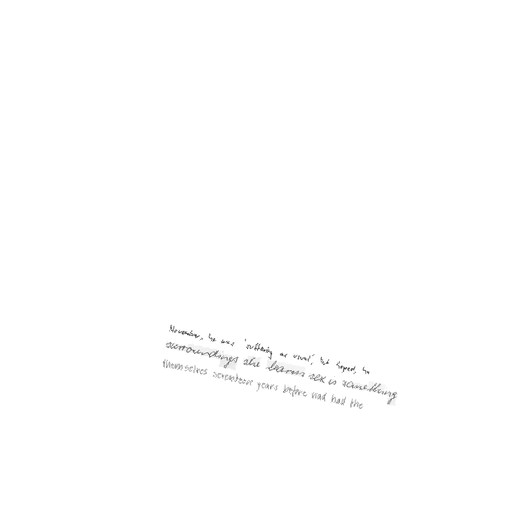 November, he was 'suffering as usual', but hoped, he
surroundings she learns sex is something
themselves seventeen years before had had the